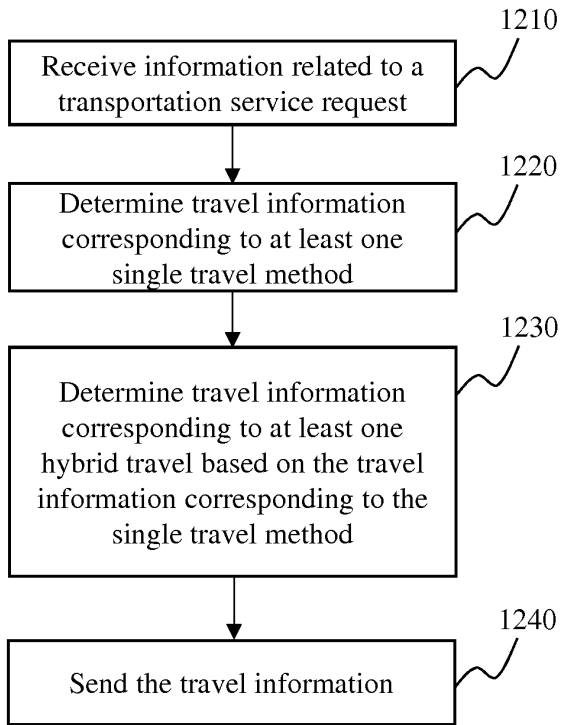 1210
Receive information related to a
transportation service request
1220
Determine travel information
corresponding to at least one
single travel method
1230
Determine travel information
corresponding to at least one
hybrid travel based on the travel
information corresponding to the
single travel method
1240
Send the travel information